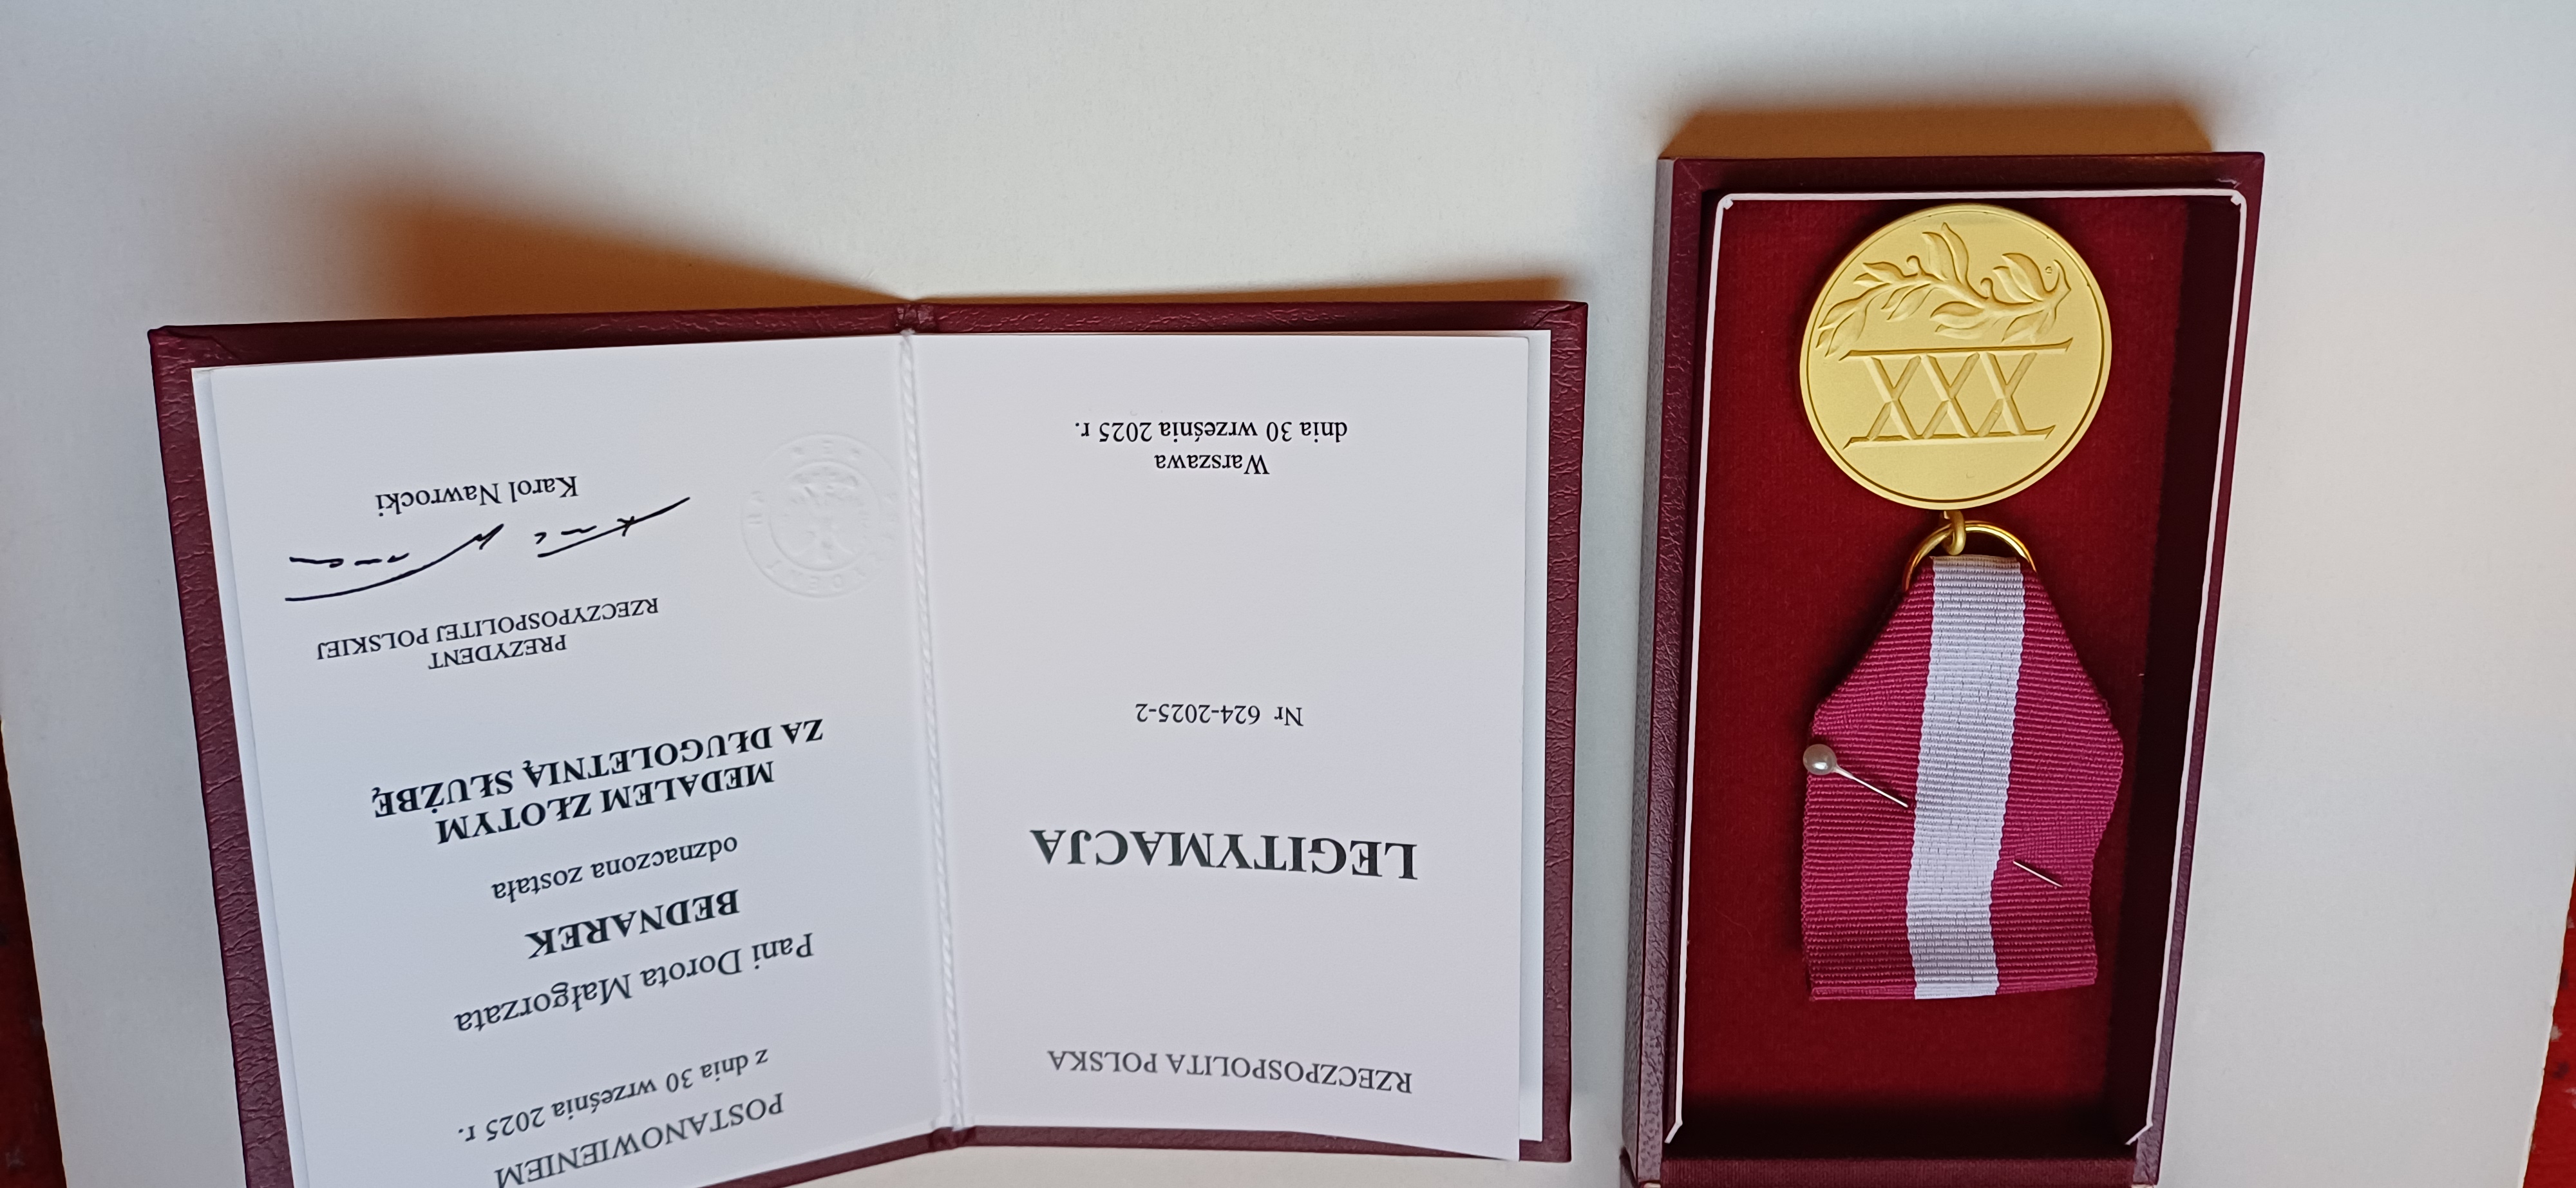 RZECZPOSPOLITA POLSKA
LEGITYMACJA
Nr 624-2025-2
Warszawa
dnia 30 września 2025 r.
POSTANOWIENIEM
z dnia 30 września 2025 r.
Pani Dorota Małgorzata
BEDNAREK
odznaczona została
MEDALEM ZŁOTYM
ZA DŁUGOLETNIĄ SŁUŻBĘ
PREZYDENT
RZECZYPOSPOLITEJ POLSKIEJ
Karol Nawrocki
XXX